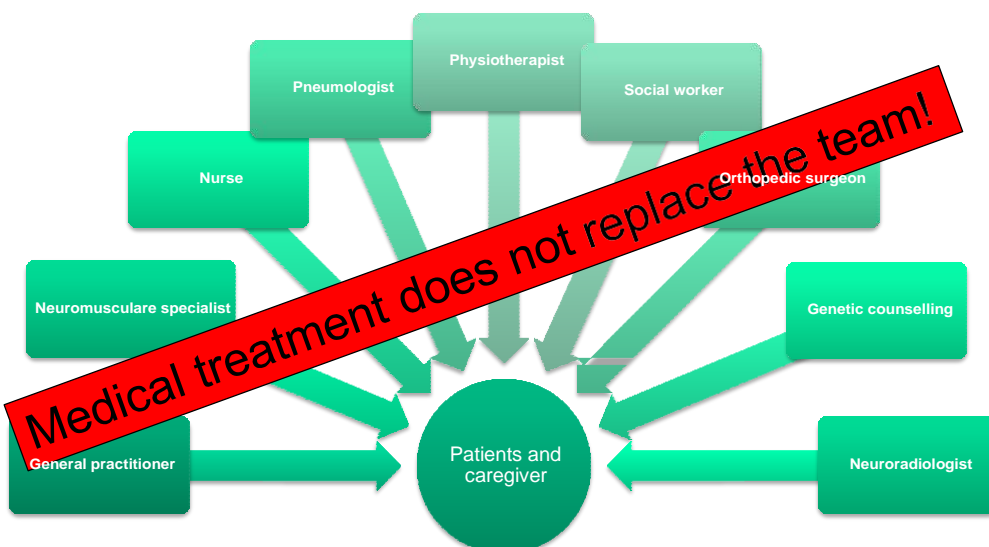 Physiotherapist
Pneumologist
Social worker
Nurse
Orthopedic surgeon
Medical treatment does not replace the team!
Neuromusculare specialist
Genetic counselling
General practitioner
Patients and
caregiver
Neuroradiologist